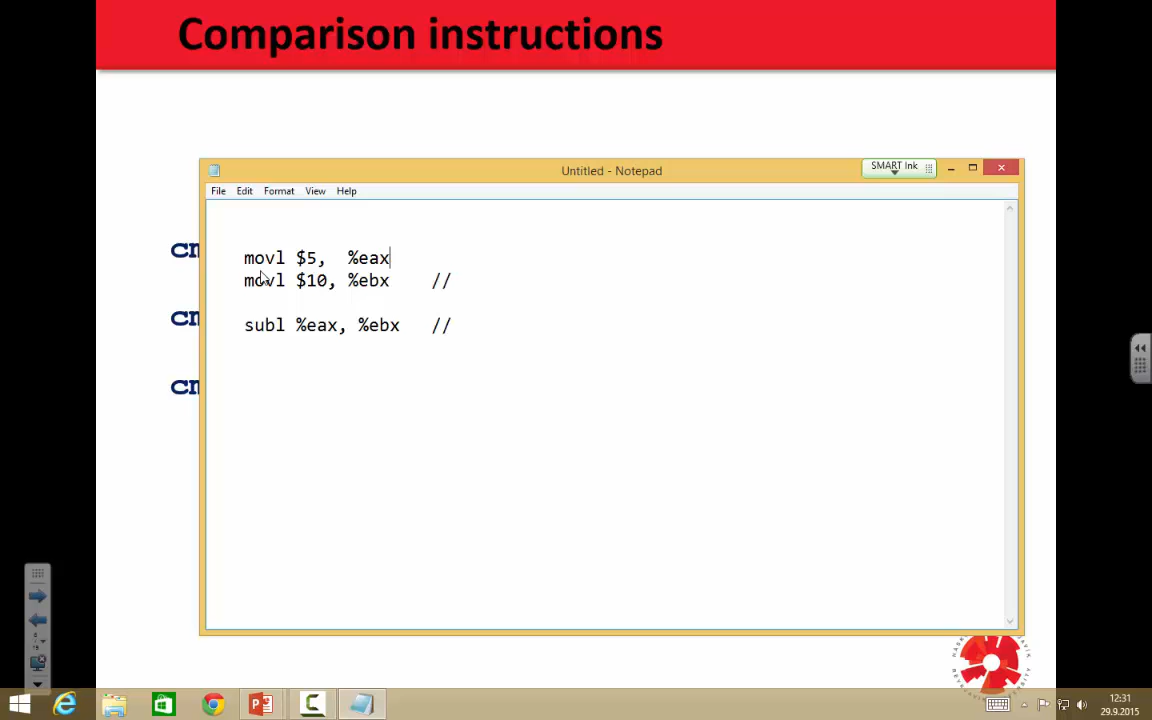 Comparison instructions
Untitled - Notepad
SMART Ink
File Edit Format View Help
movl $5,  %eax
movl $10, %ebx    //
subl %eax, %ebx   //
12:31
29.9.2015